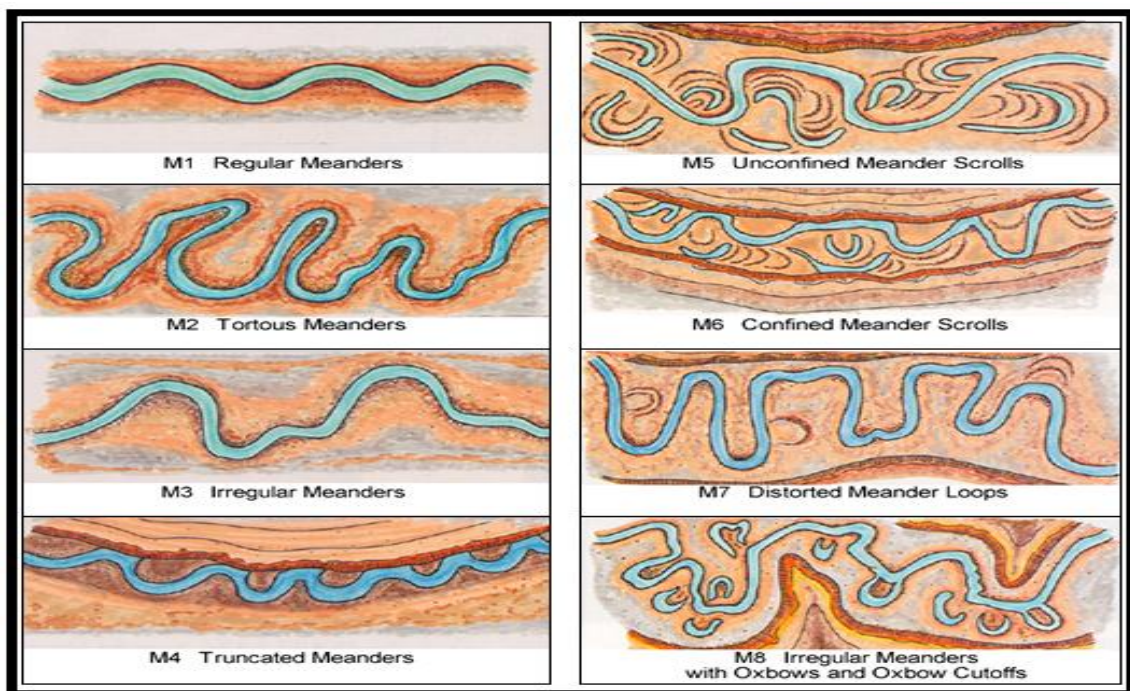 M1 Regular Meanders
M2 Tortous Meanders
M3 Irregular Meanders
M4 Truncated Meanders
M5 Unconfined Meander Scrolls
M6 Confined Meander Scrolls
M7 Distorted Meander Loops
M8 Irregular Meanders
with Oxbows and Oxbow Cutoffs